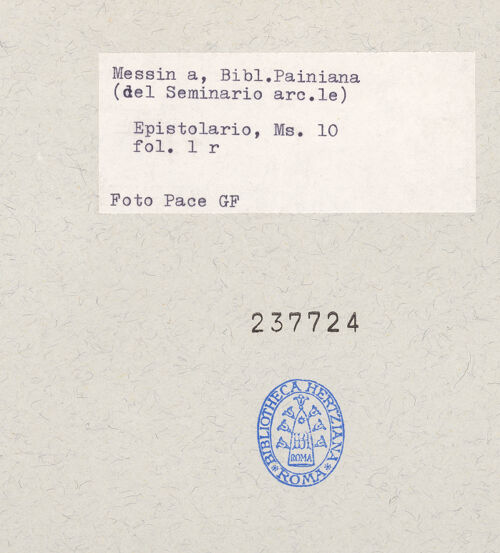 Messin a, Bibl.Painiana
(del Seminario arc.le)
Epistolario, Ms. 10
fol. 1 r
Foto Pace GF
237724
BIBLIOTHECA HERTZIANA
ROMA
* ROMA *